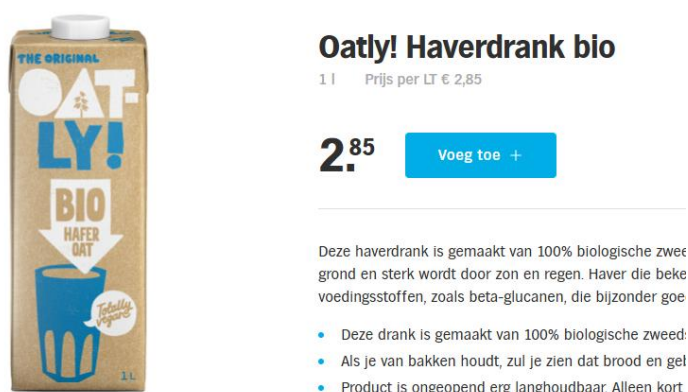 THE ORIGINAL
OAT-
LY!
BIO
HAFER
OAT
Totally
vegan!
1L
Oatly! Haverdrank bio
1 l Prijs per LT € 2,85
2.85
Voeg toe +
Deze haverdrank is gemaakt van 100% biologische
grond en sterk wordt door zon en regen. Haver die
voedingsstoffen, zoals beta-glucanen, die bijzonder
• Deze drank is gemaakt van 100% biologische
• Als je van bakken houdt, zul je zien dat brood en
• Product is ongeopend erg langhoudbaar Alleen kort